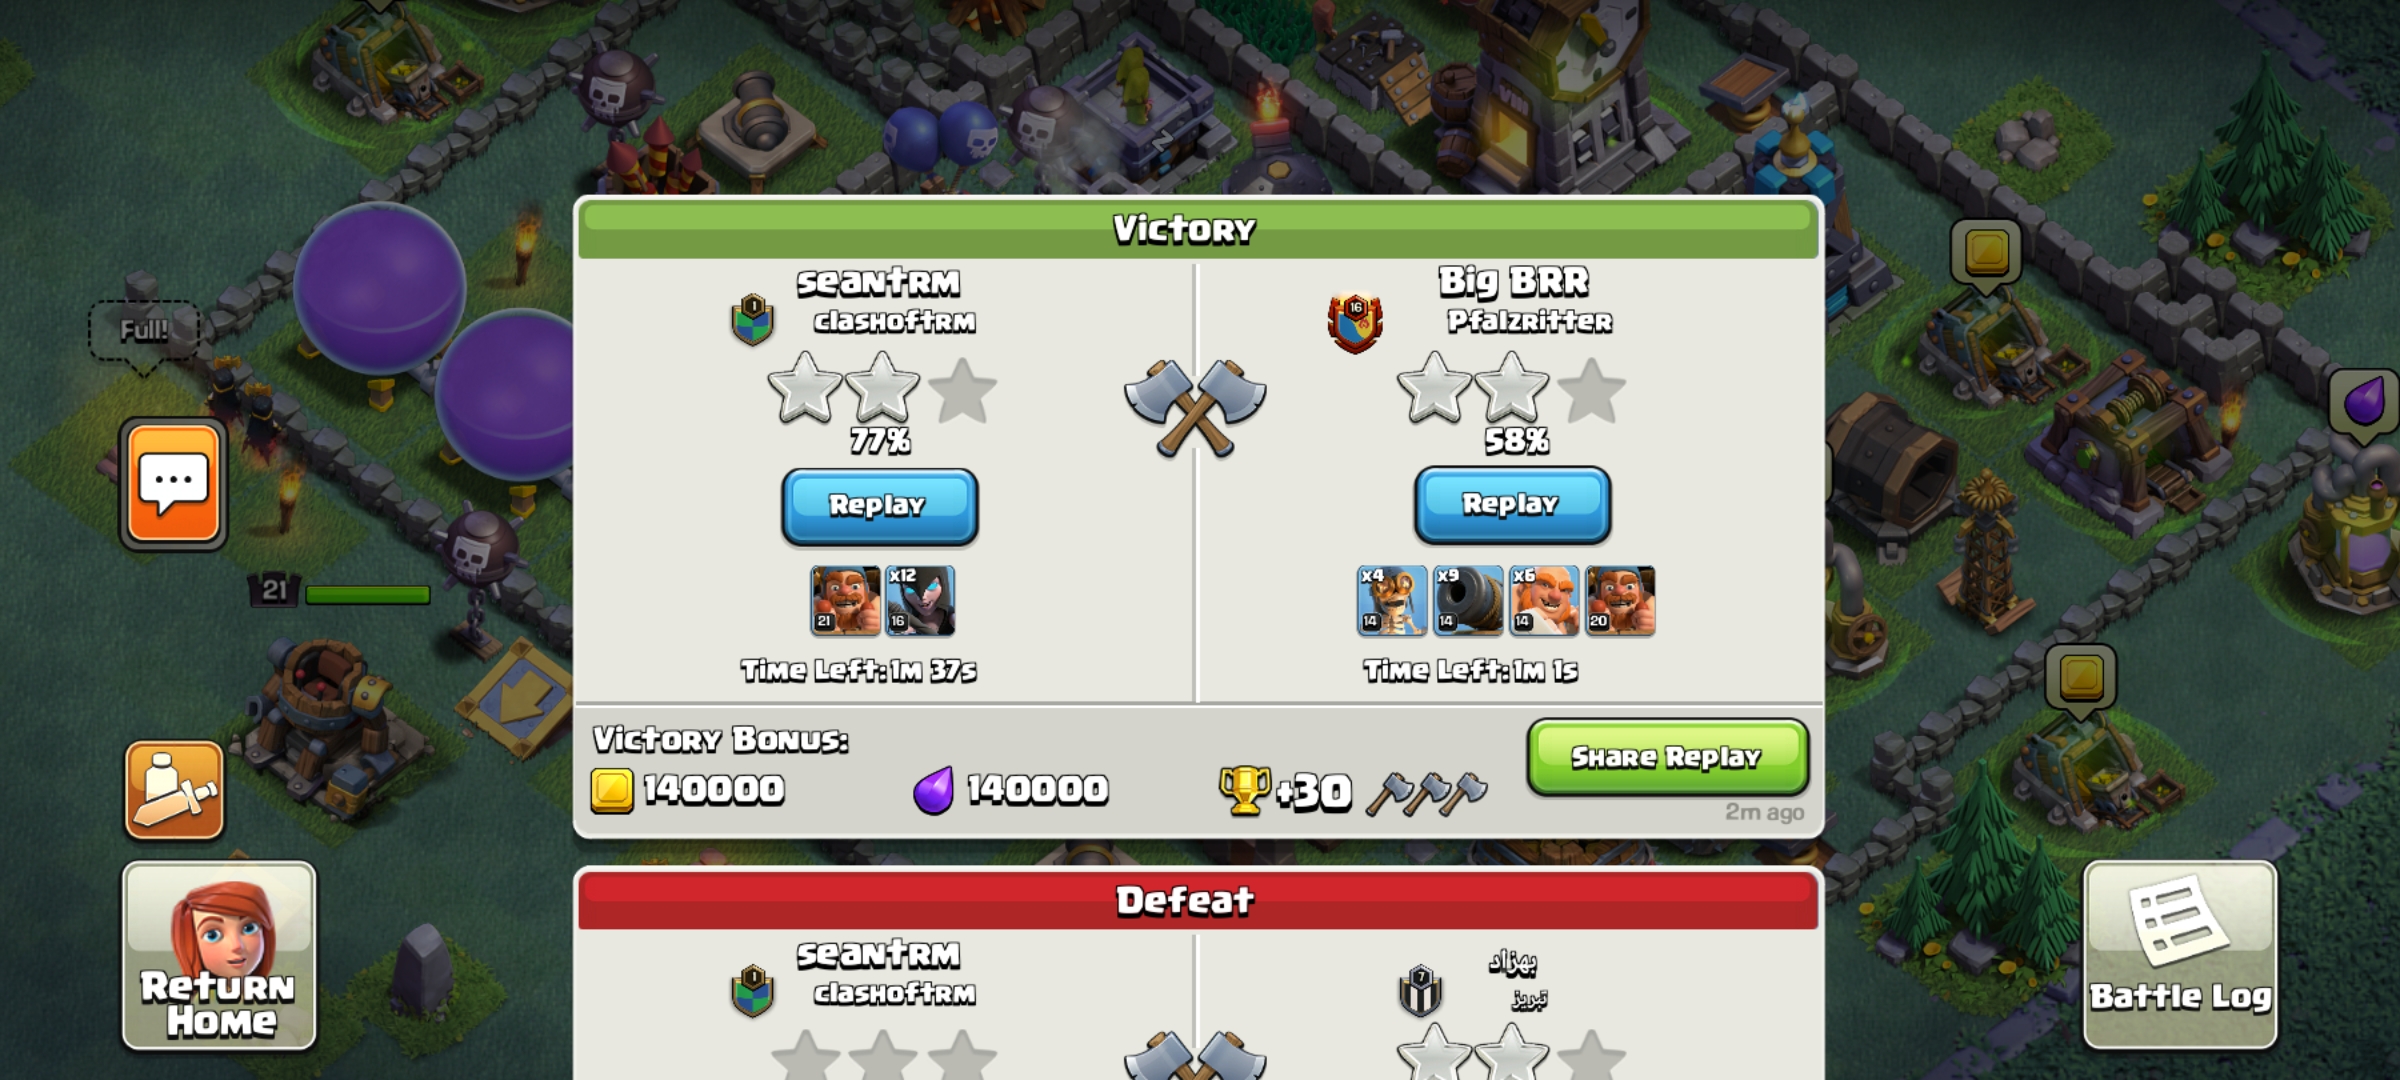 Victory
seantRM
Big BRR
1
clashoftRM
16
Pfalzritter
Full!
77%
58%
Replay
Replay
21
x12
x4
x9
x6
21
16
14
14
14
20
Time Left: 1m 37s
Time Left: 1m 1s
Victory Bonus:
140000
140000
+30
Share Replay
2m ago
Defeat
seantRM
بهزاد
1
clashoftRM
7
تبریز
Return
Home
Battle Log